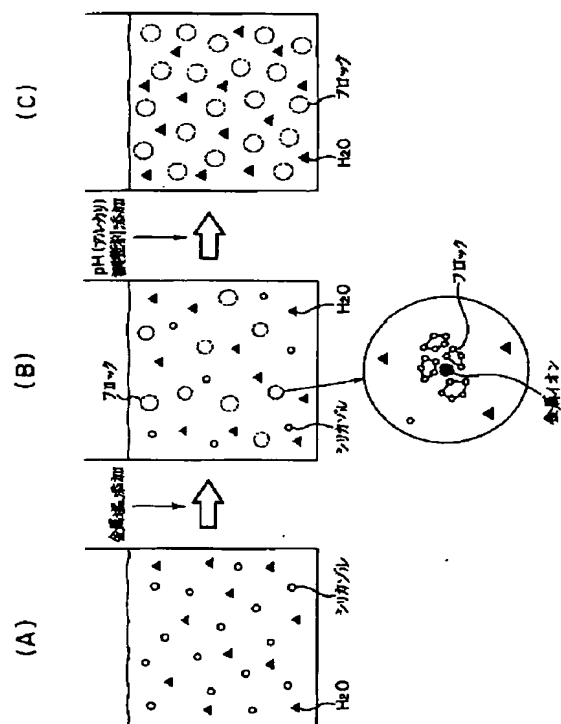 (A)
H2O
シリカゾル
金属塩添加
(B)
フロック
シリカゾル
H2O
フロック
金属イオン
pH(アルカリ)
調整剤添加
(C)
H2O
フロック